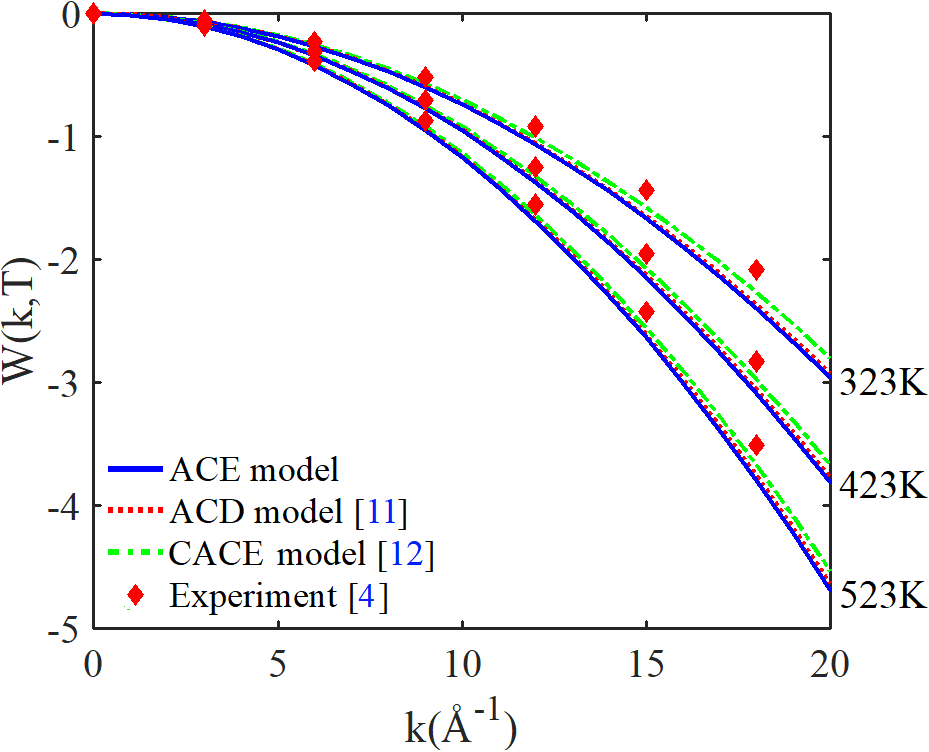 0
-1
-2
-3
-4
-5
W(k,T)
323K
423K
523K
ACE model
ACD model [11]
CACE model [12]
Experiment [4]
0 5 10 15 20
k(Å-1)